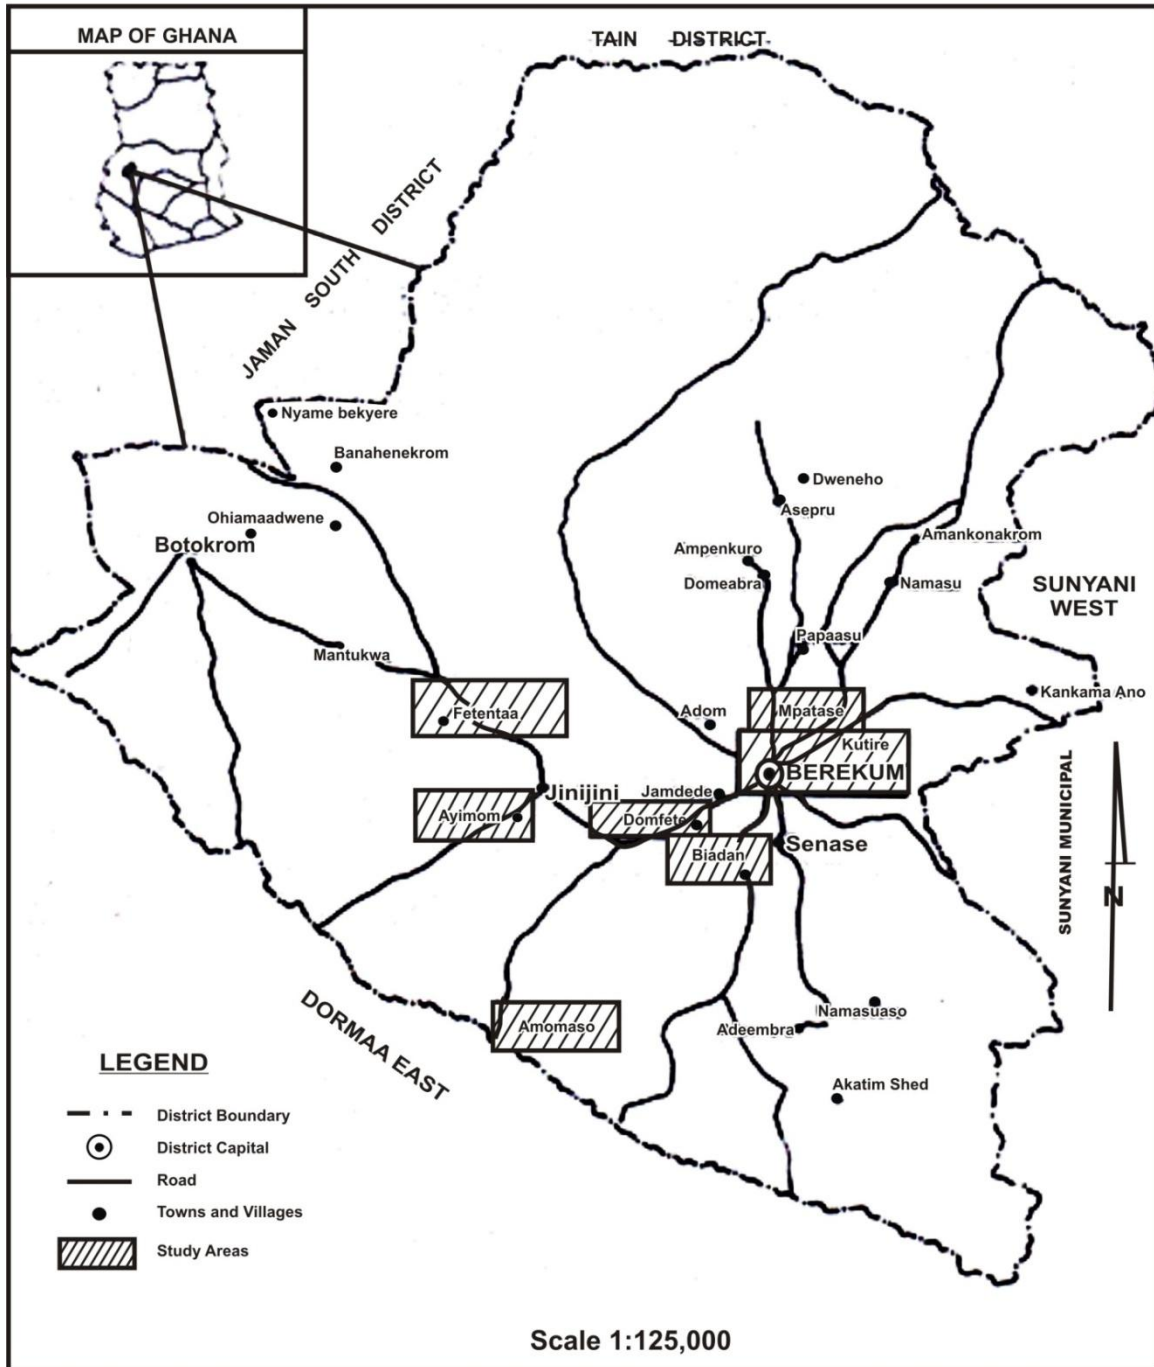 MAP OF GHANA
TAIN DISTRICT
JAMAN SOUTH DISTRICT
Nyame bekyere
Banahenekrom
Dweneho
Asepru
Ohiamaadwene
Botokrom
Amankonakrom
Ampenkuro
Domeabra
Namasu
SUNYANI
WEST
Papaasu
Mantukwa
Kankama Ano
Fetentaa
Adom
Mpatase
Kutire
BEREKUM
Jinijini
Jamdede
Ayimom
Domfete
Biadan
Senase
SUNYANI MUNICIPAL
N
DORMAA EAST
Amomaso
Namasuaso
Adeembra
Akatim Shed
LEGEND
District Boundary
District Capital
Road
Towns and Villages
Study Areas
Scale 1:125,000